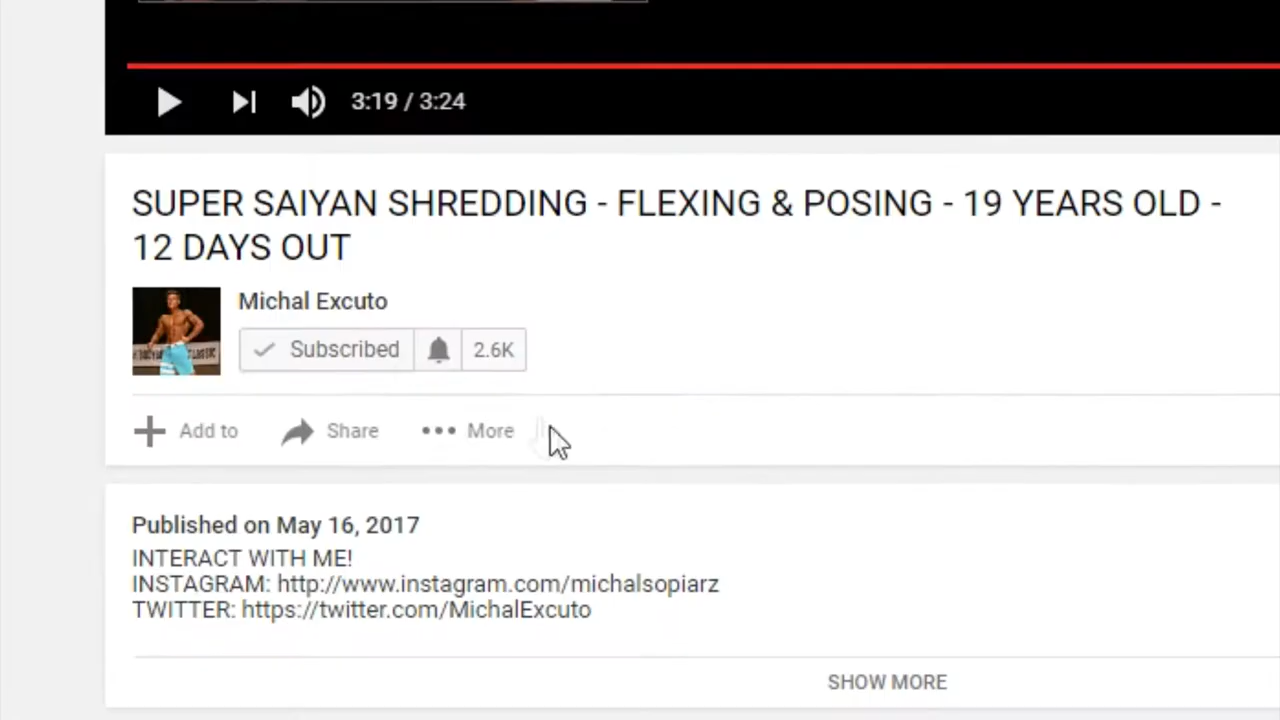 3:19 / 3:24
SUPER SAIYAN SHREDDING - FLEXING & POSING - 19 YEARS OLD -
12 DAYS OUT
Michal Excuto
Subscribed 2.6K
Add to Share More
Published on May 16, 2017
INTERACT WITH ME!
INSTAGRAM: http://www.instagram.com/michalsopiarz
TWITTER: https://twitter.com/MichalExcuto
SHOW MORE